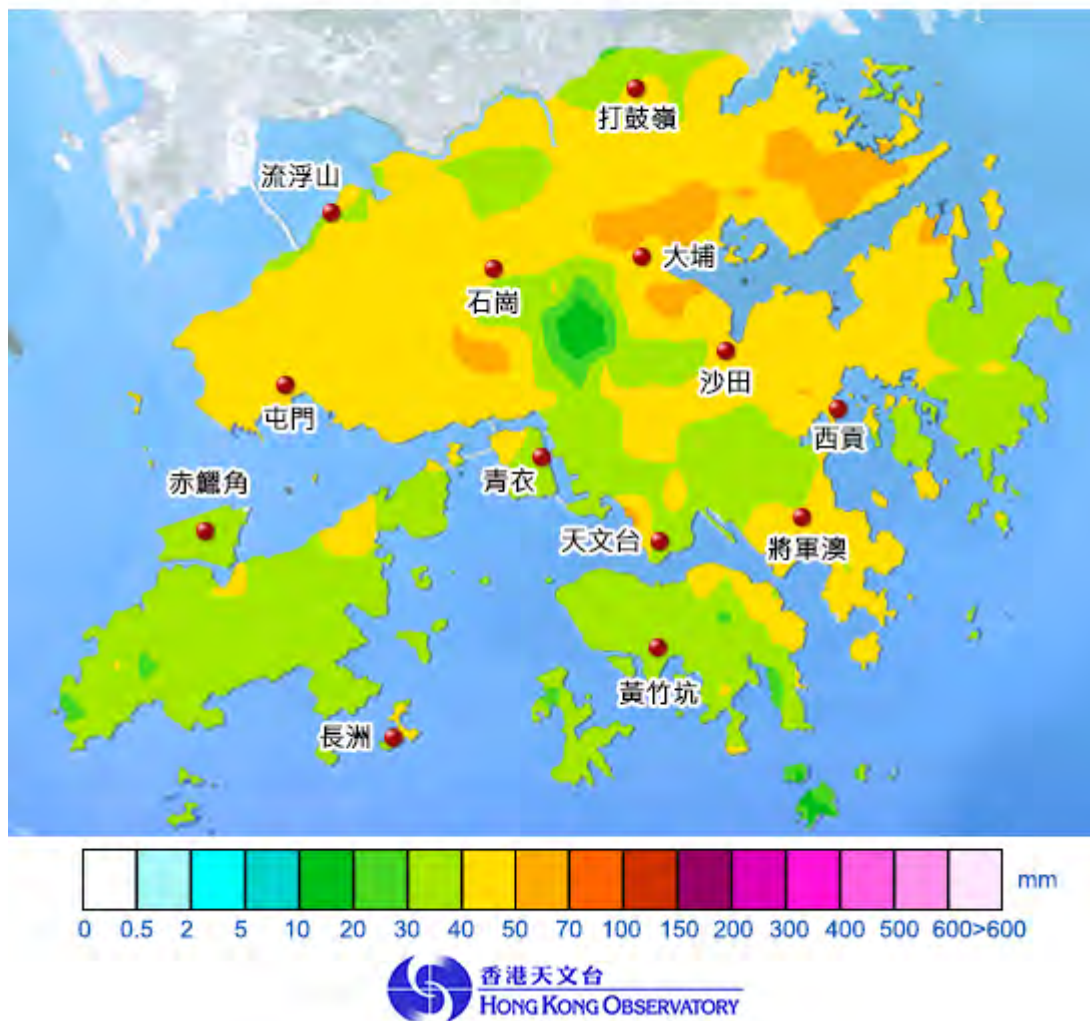 打鼓嶺
流浮山
大埔
石崗
沙田
屯門
西貢
青衣
赤鱲角
天文台
將軍澳
黃竹坑
長洲
mm
0 0.5 2 5 10 20 30 40 50 70 100 150 200 300 400 500 600>600
香港天文台
HONG KONG OBSERVATORY